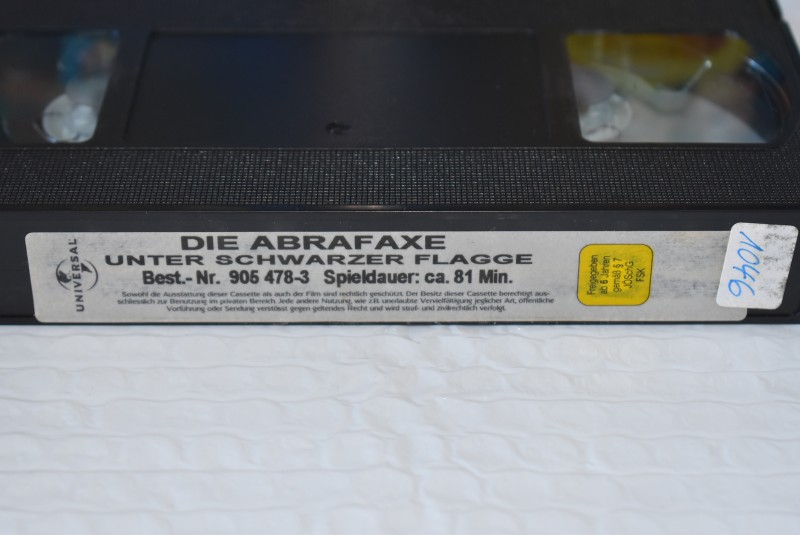 UNIVERSAL
DIE ABRAFAXE
UNTER SCHWARZER FLAGGE
Best.- Nr. 905 478-3 Spieldauer: ca. 81 Min.
Sowohl die Ausstattung dieser Cassette als auch der Film sind rechtlich geschützt. Der Besitz dieser Cassette berechtigt aus-
schliesslich zur Benutzung im privaten Bereich. Jede andere Nutzung, wie z.B. unerlaubte Vervielfältigung jeglicher Art, öffentliche
Vorführung oder Sendung verstösst gegen geltendes Recht und wird straf- und zivilrechtlich verfolgt.
Freigegeben
ab 6 Jahren
gemäß § 7
JÖSchG
FSK
1046